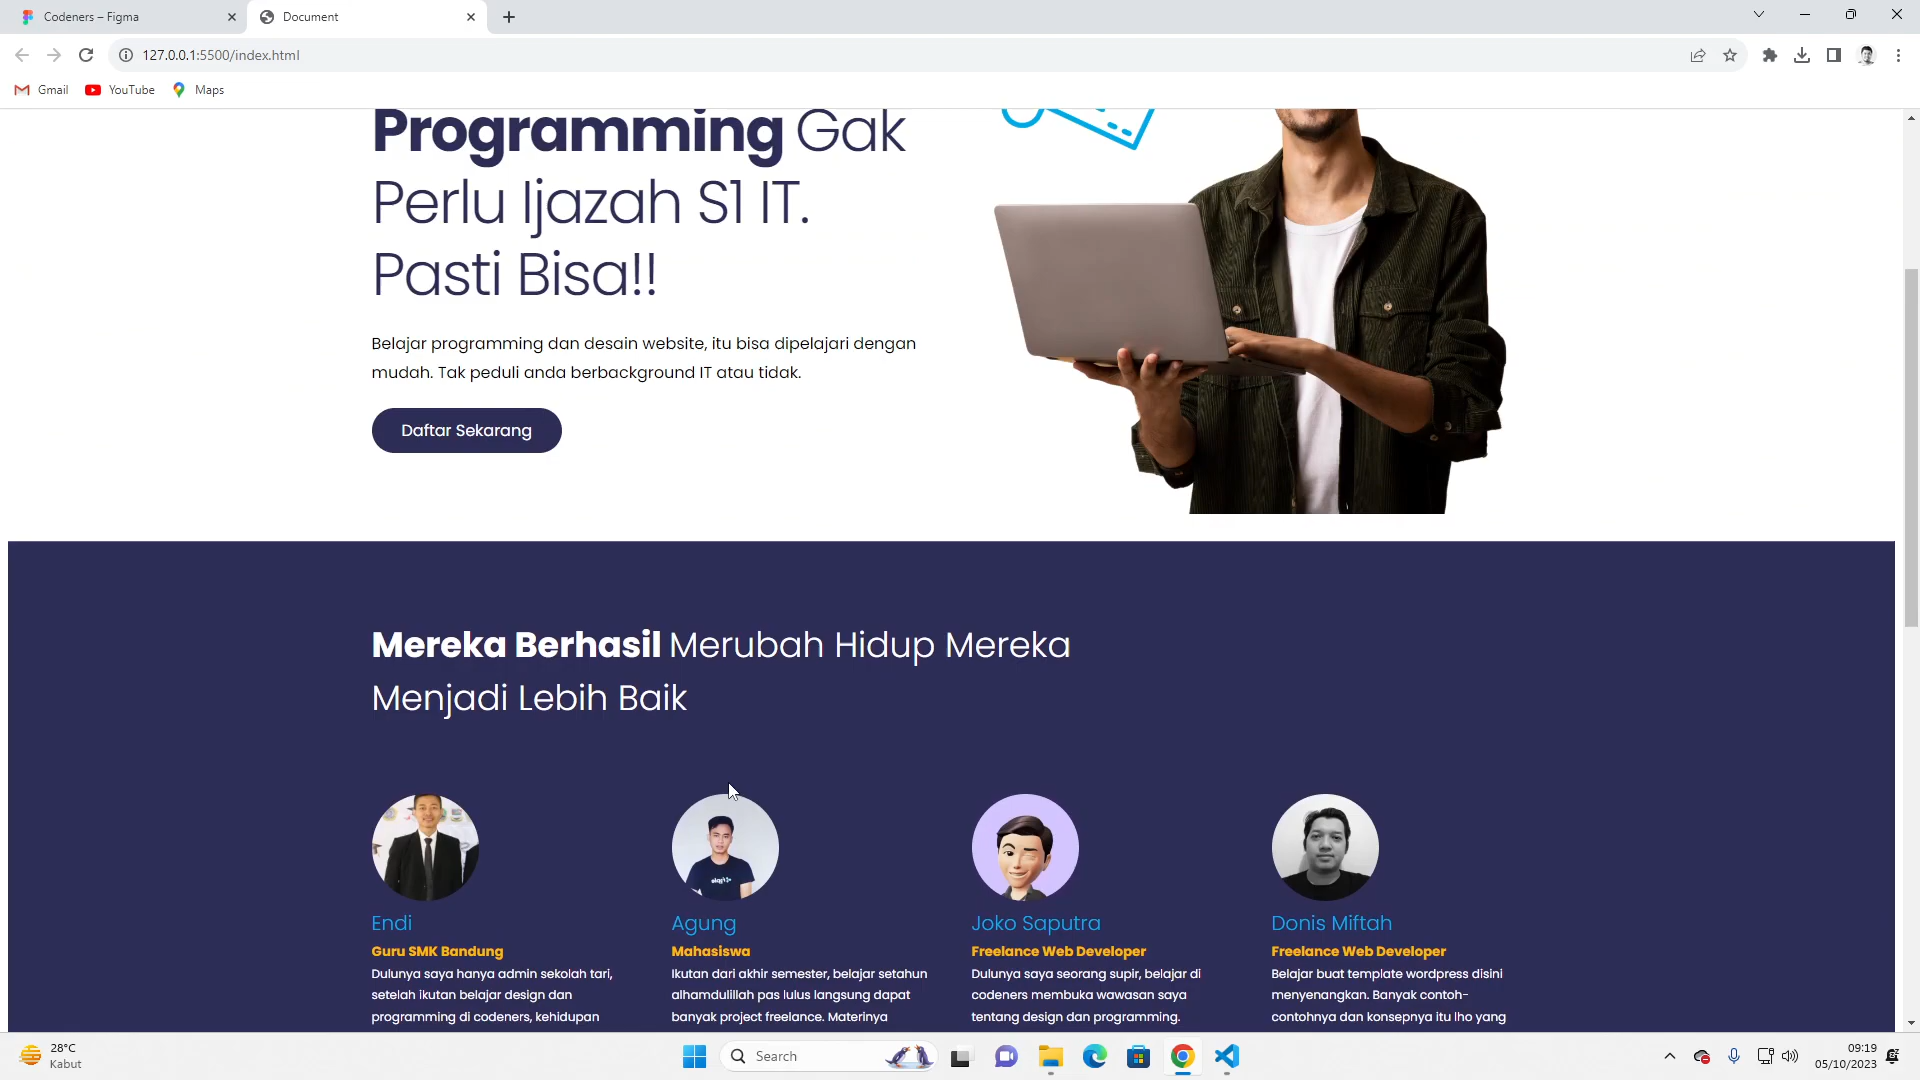 Codeners – Figma
Document
127.0.0.1:5500/index.html
Gmail
YouTube
Maps
Programming Gak
Perlu Ijazah S1 IT.
Pasti Bisa!!
Belajar programming dan desain website, itu bisa dipelajari dengan
mudah. Tak peduli anda berbackground IT atau tidak.
Daftar Sekarang
Mereka Berhasil Merubah Hidup Mereka
Menjadi Lebih Baik
Endi
Guru SMK Bandung
Dulunya saya hanya admin sekolah tari,
setelah ikutan belajar design dan
programming di codeners, kehidupan
Agung
Mahasiswa
Ikutan dari akhir semester, belajar setahun
alhamdulillah pas lulus langsung dapat
banyak project freelance. Materinya
Joko Saputra
Freelance Web Developer
Dulunya saya seorang supir, belajar di
codeners membuka wawasan saya
tentang design dan programming.
Donis Miftah
Freelance Web Developer
Belajar buat template wordpress disini
menyenangkan. Banyak contoh-
contohnya dan konsepnya itu lho yang
28°C
Kabut
Search
09:19
05/10/2023